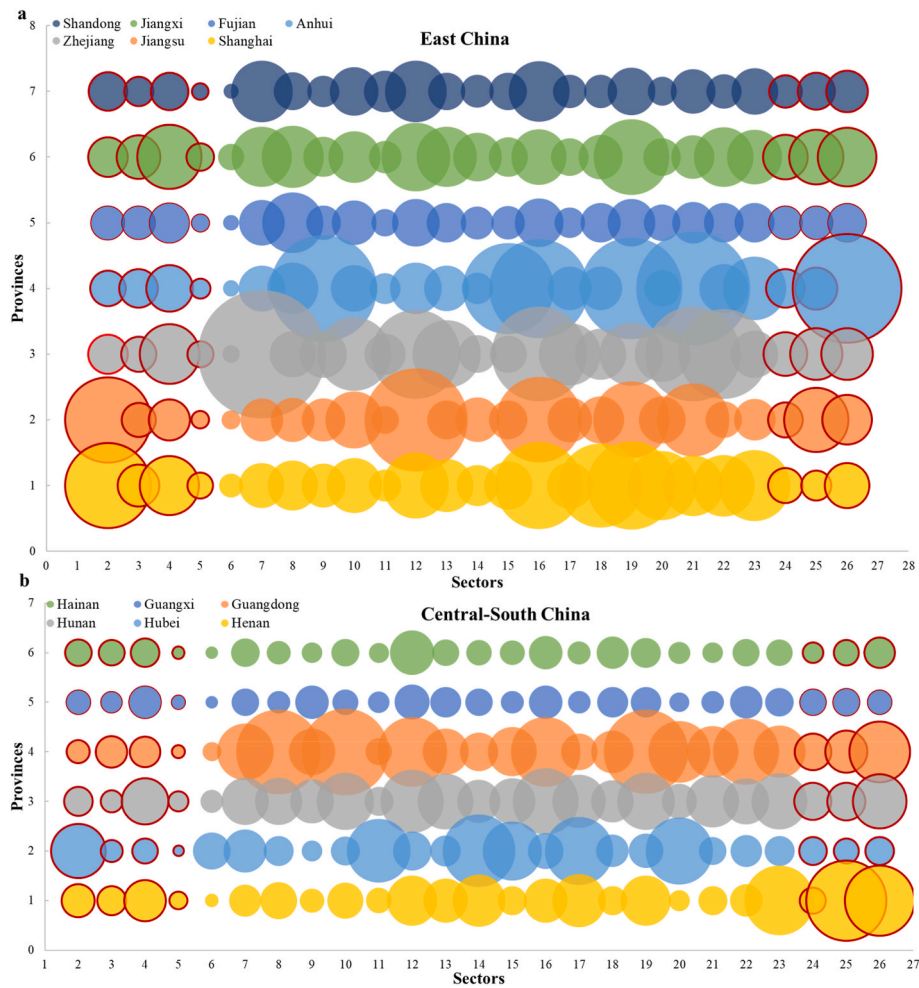 a
Shandong Jiangxi Fujian Anhui
Zhejiang Jiangsu Shanghai
East China
8
7
6
5
4
3
2
1
0
Provinces
0 1 2 3 4 5 6 7 8 9 10 11 12 13 14 15 16 17 18 19 20 21 22 23 24 25 26 27 28
Sectors
b
Hainan Guangxi Guangdong
Hunan Hubei Henan
Central-South China
7
6
5
4
3
2
1
0
Provinces
1 2 3 4 5 6 7 8 9 10 11 12 13 14 15 16 17 18 19 20 21 22 23 24 25 26 27
Sectors